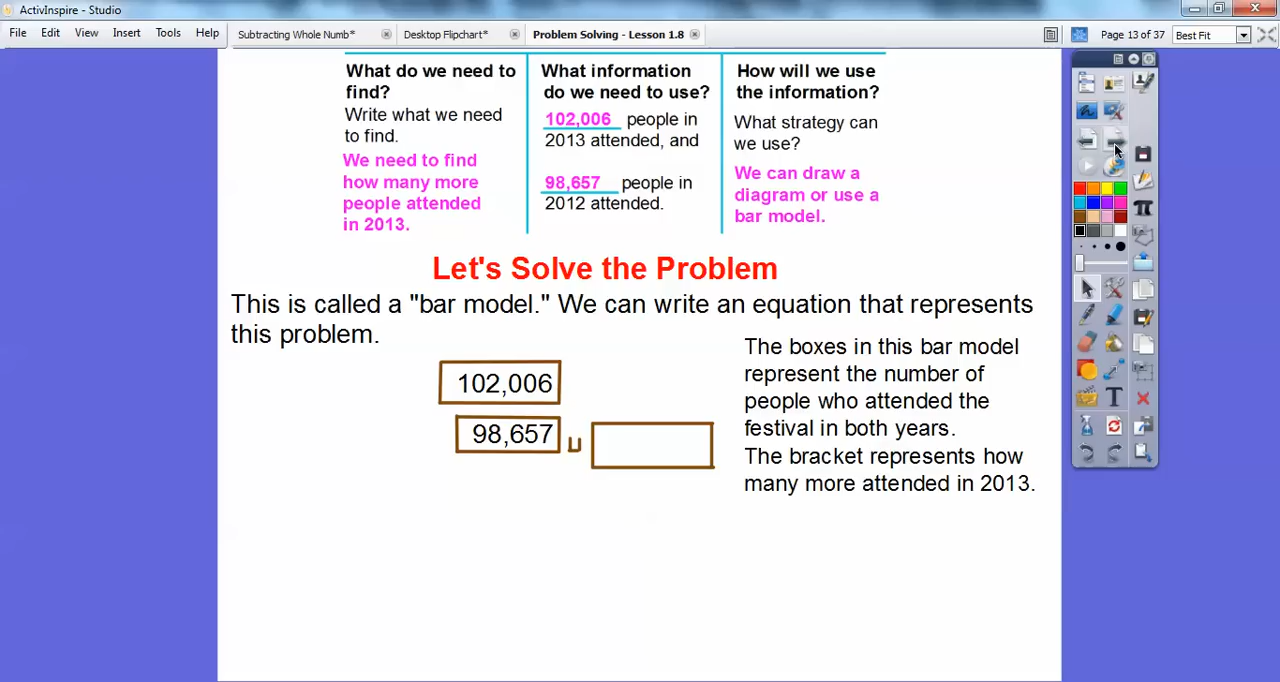 ActivInspire - Studio
File Edit View Insert Tools Help
Subtracting Whole Numb* Desktop Flipchart* Problem Solving - Lesson 1.8
Page 13 of 37 Best Fit
What do we need to
find?
Write what we need
to find.
We need to find
how many more
people attended
in 2013.
What information
do we need to use?
102,006 people in
2013 attended, and
98,657 people in
2012 attended.
How will we use
the information?
What strategy can
we use?
We can draw a
diagram or use a
bar model.
Let's Solve the Problem
This is called a "bar model." We can write an equation that represents
this problem.
102,006
98,657
The boxes in this bar model
represent the number of
people who attended the
festival in both years.
The bracket represents how
many more attended in 2013.